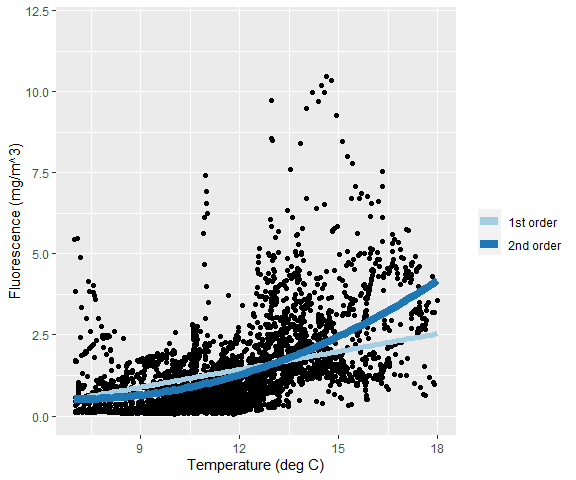 12.5
10.0
7.5
5.0
2.5
0.0
Fluorescence (mg/m^3)
9
12
15
18
Temperature (deg C)
1st order
2nd order